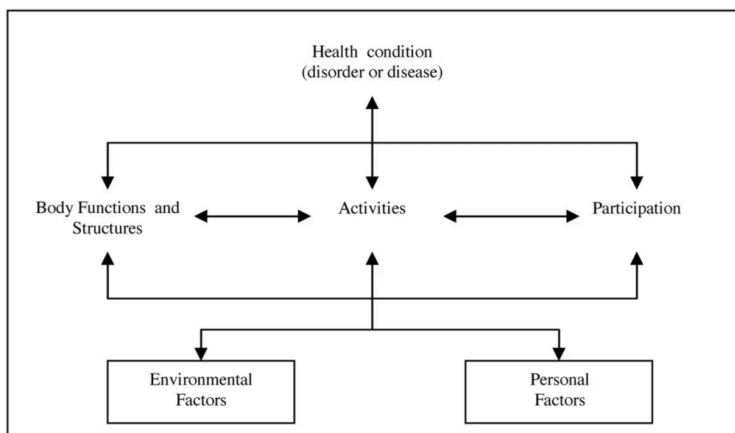 Health condition
(disorder or disease)
Body Functions and
Structures
Activities
Participation
Environmental
Factors
Personal
Factors